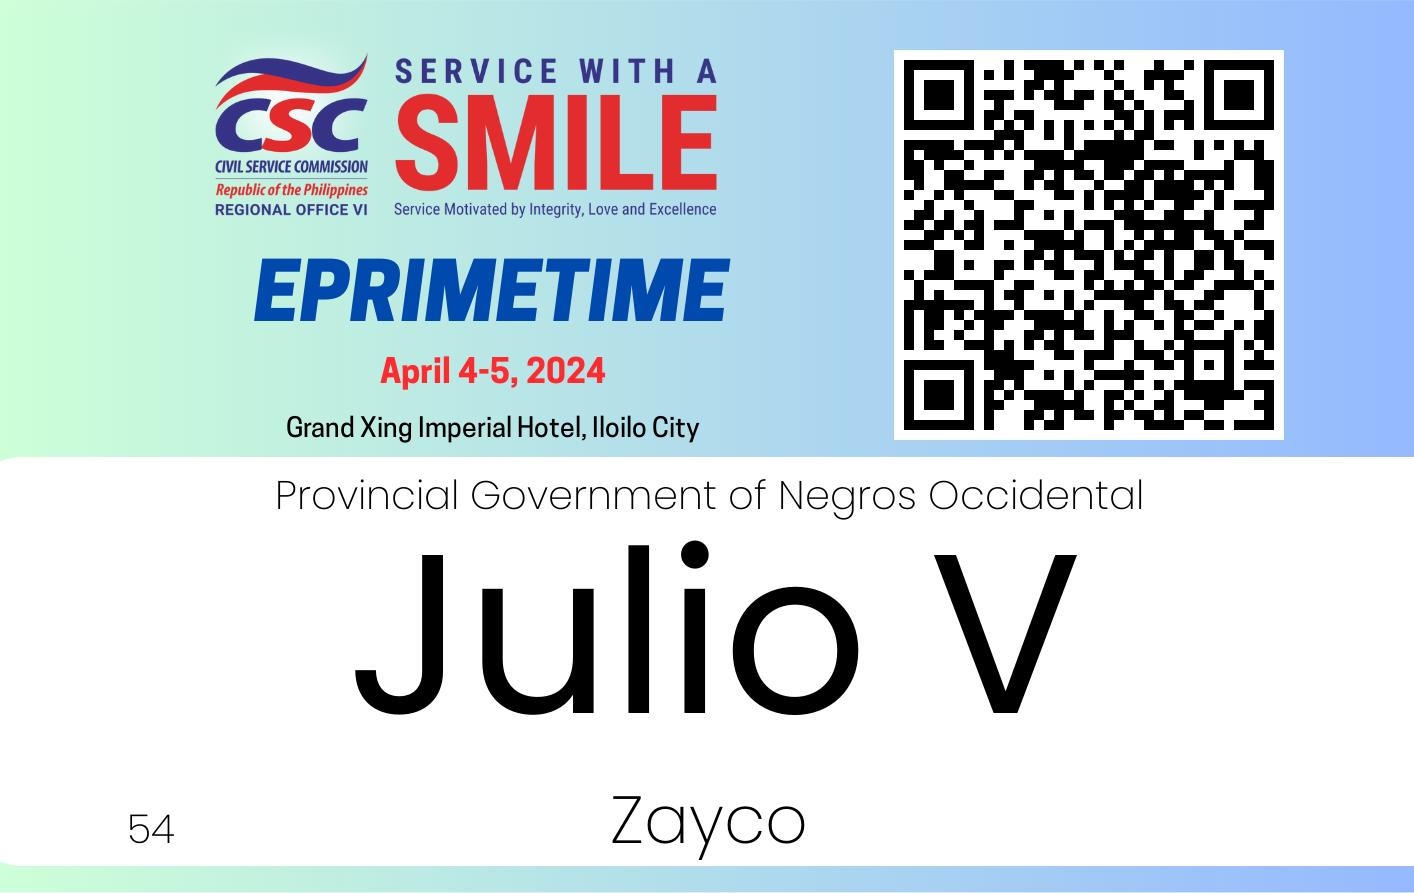 CSC
CIVIL SERVICE COMMISSION
Republic of the Philippines
REGIONAL OFFICE VI
SERVICE WITH A
SMILE
Service Motivated by Integrity, Love and Excellence
EPRIMETIME
April 4-5, 2024
Grand Xing Imperial Hotel, Iloilo City
Provincial Government of Negros Occidental
Julio V
Zayco
54